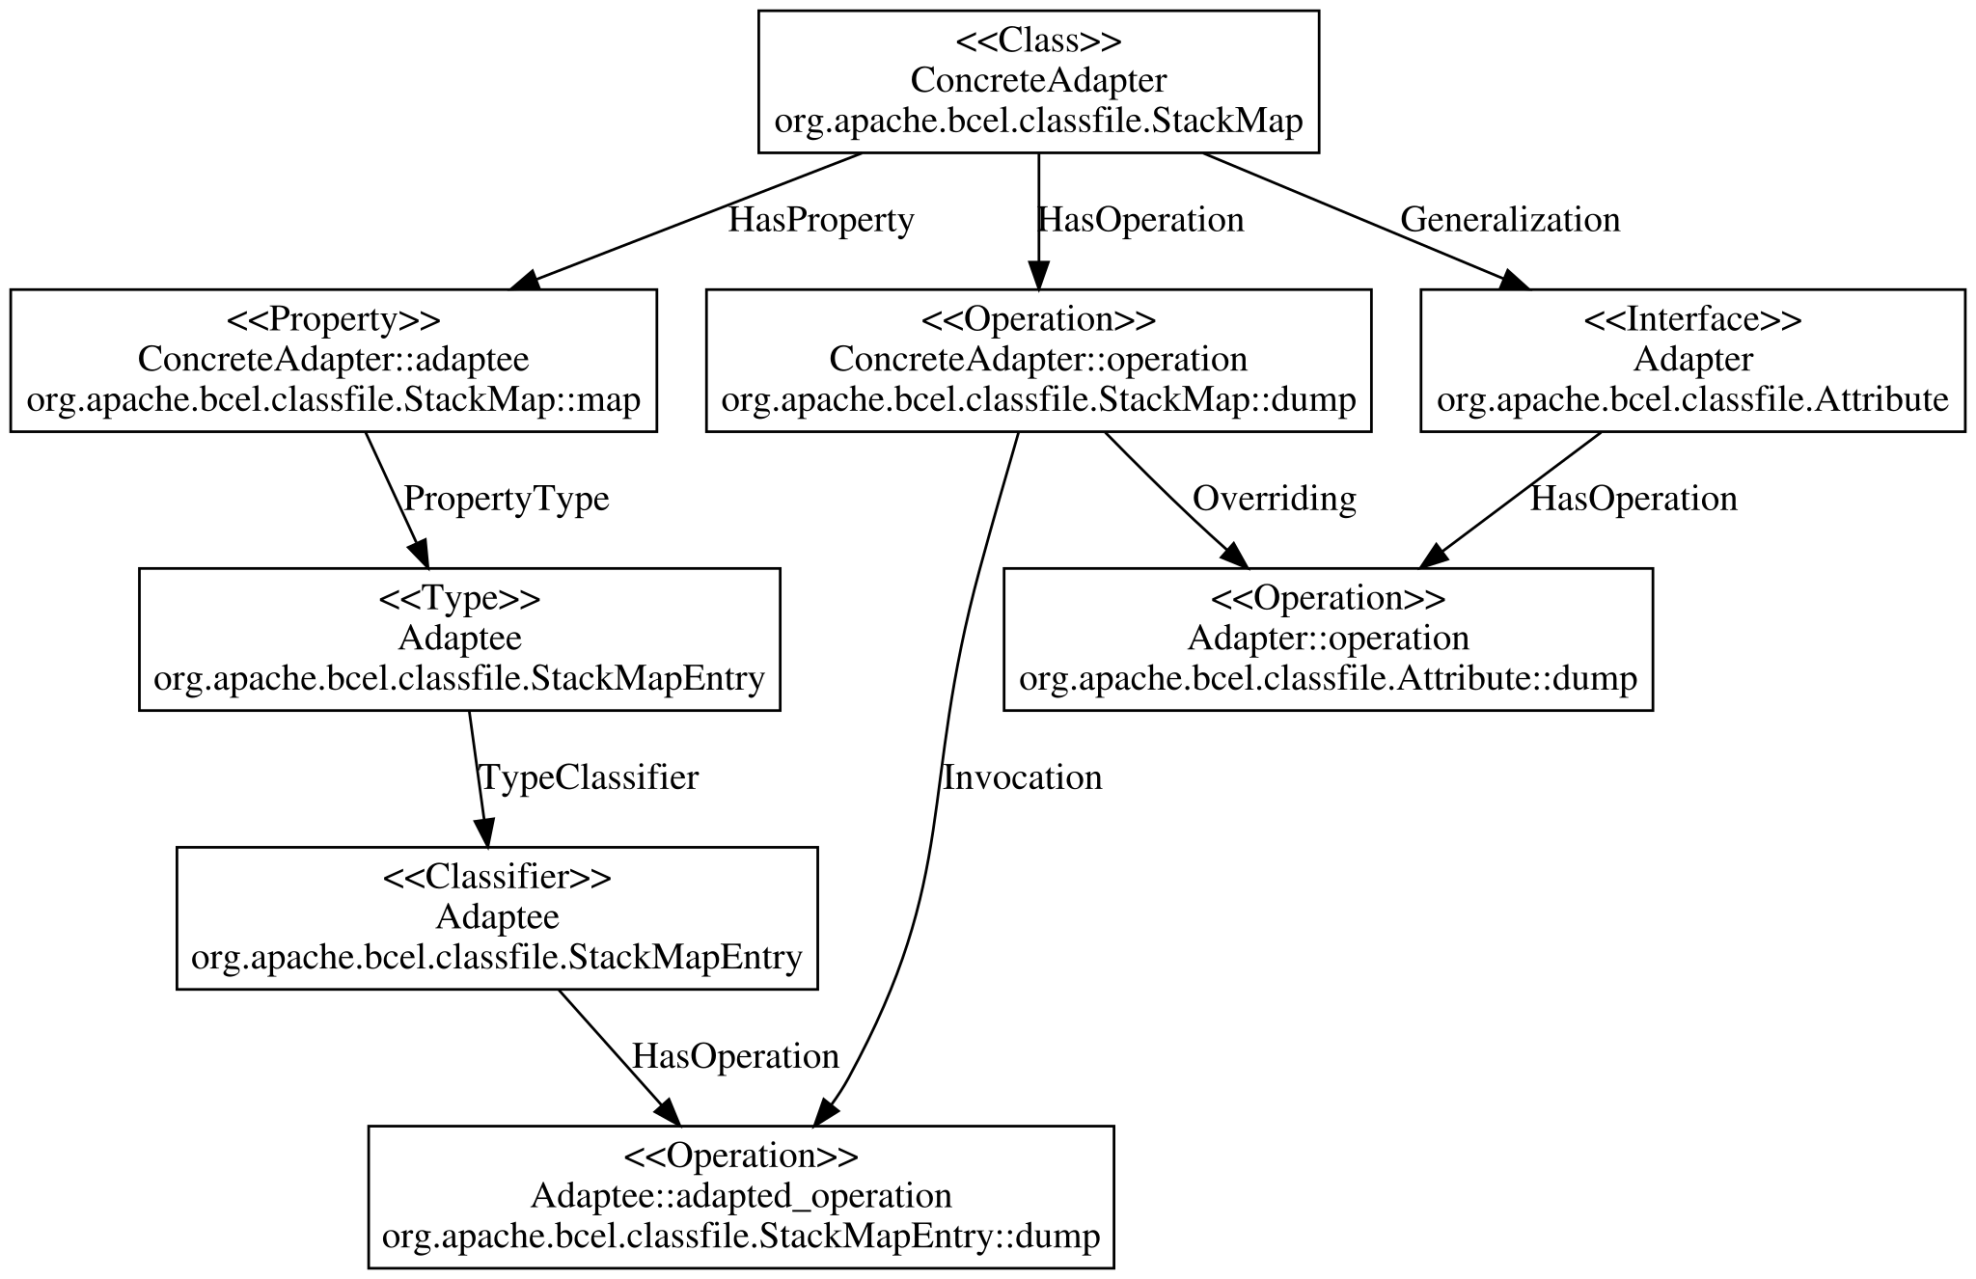 <<Class>>
ConcreteAdapter
org.apache.bcel.classfile.StackMap
HasProperty
HasOperation
Generalization
<<Property>>
ConcreteAdapter::adaptee
org.apache.bcel.classfile.StackMap::map
<<Operation>>
ConcreteAdapter::operation
org.apache.bcel.classfile.StackMap::dump
<<Interface>>
Adapter
org.apache.bcel.classfile.Attribute
PropertyType
Overriding
HasOperation
<<Type>>
Adaptee
org.apache.bcel.classfile.StackMapEntry
<<Operation>>
Adapter::operation
org.apache.bcel.classfile.Attribute::dump
TypeClassifier
Invocation
<<Classifier>>
Adaptee
org.apache.bcel.classfile.StackMapEntry
HasOperation
<<Operation>>
Adaptee::adapted_operation
org.apache.bcel.classfile.StackMapEntry::dump